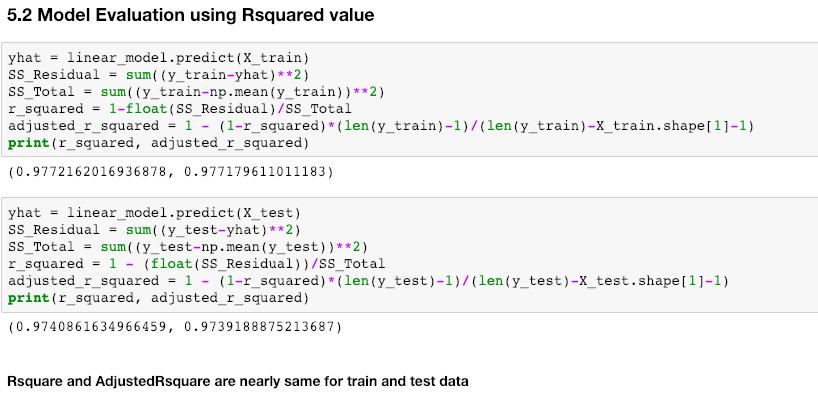 5.2 Model Evaluation using Rsquared value
yhat = linear_model.predict(X_train)
SS_Residual = sum((y_train-yhat)**2)
SS_Total = sum((y_train-np.mean(y_train))**2)
r_squared = 1-float(SS_Residual)/SS_Total
adjusted_r_squared = 1 - (1-r_squared)*(len(y_train)-1)/(len(y_train)-X_train.shape[1]-1)
print(r_squared, adjusted_r_squared)
(0.9772162016936878, 0.977179611011183)
yhat = linear_model.predict(X_test)
SS_Residual = sum((y_test-yhat)**2)
SS_Total = sum((y_test-np.mean(y_test))**2)
r_squared = 1 - (float(SS_Residual))/SS_Total
adjusted_r_squared = 1 - (1-r_squared)*(len(y_test)-1)/(len(y_test)-X_test.shape[1]-1)
print(r_squared, adjusted_r_squared)
(0.9740861634966459, 0.9739188875213687)
Rsquare and AdjustedRsquare are nearly same for train and test data